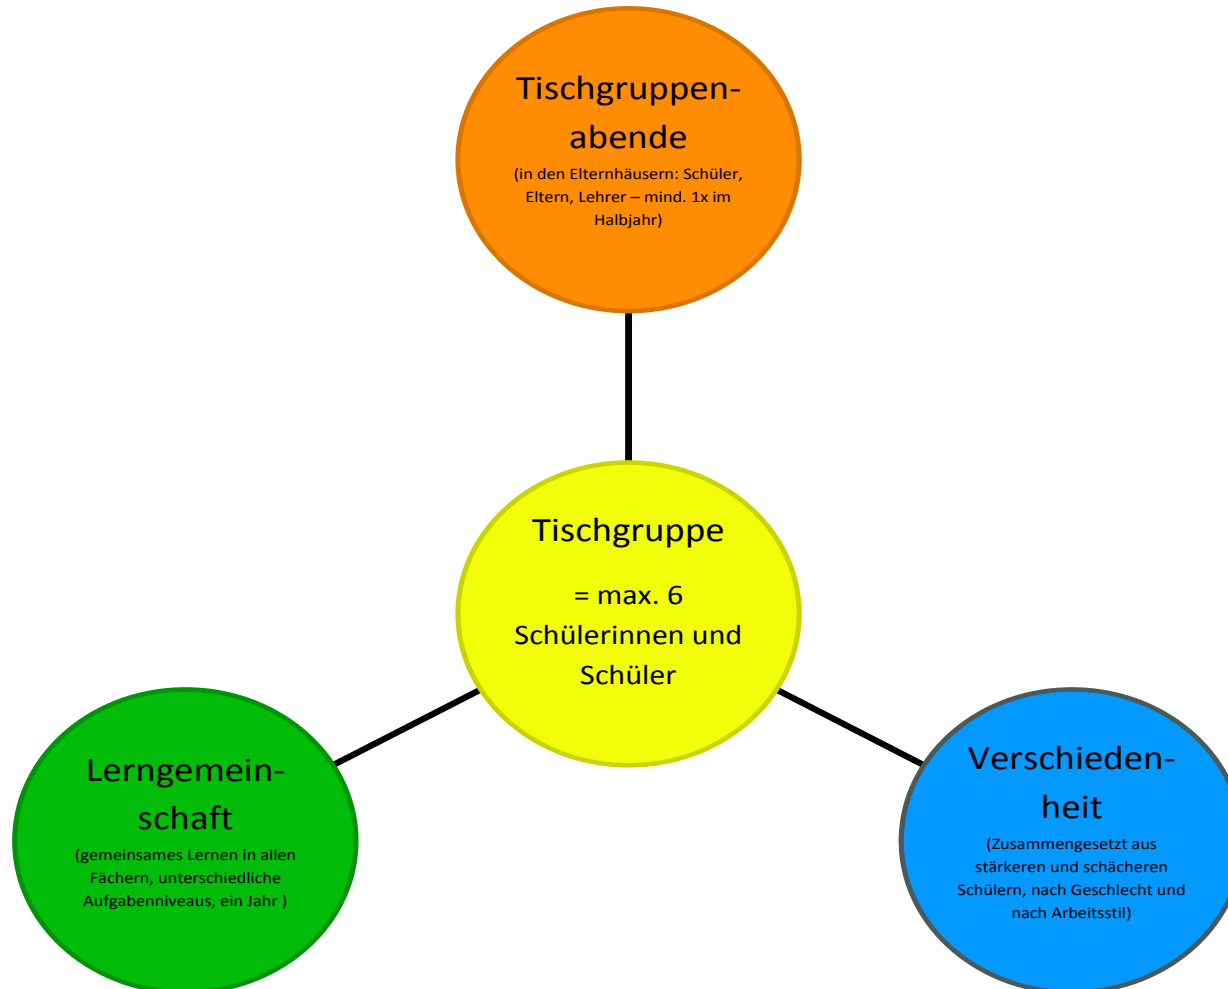 Tischgruppen-
abende
(in den Elternhäusern: Schüler,
Eltern, Lehrer – mind. 1x im
Halbjahr)
Tischgruppe
= max. 6
Schülerinnen und
Schüler
Lerngemein-
schaft
(gemeinsames Lernen in allen
Fächern, unterschiedliche
Aufgabenniveaus, ein Jahr )
Verschieden-
heit
(Zusammengesetzt aus
stärkeren und schächeren
Schülern, nach Geschlecht und
nach Arbeitsstil)